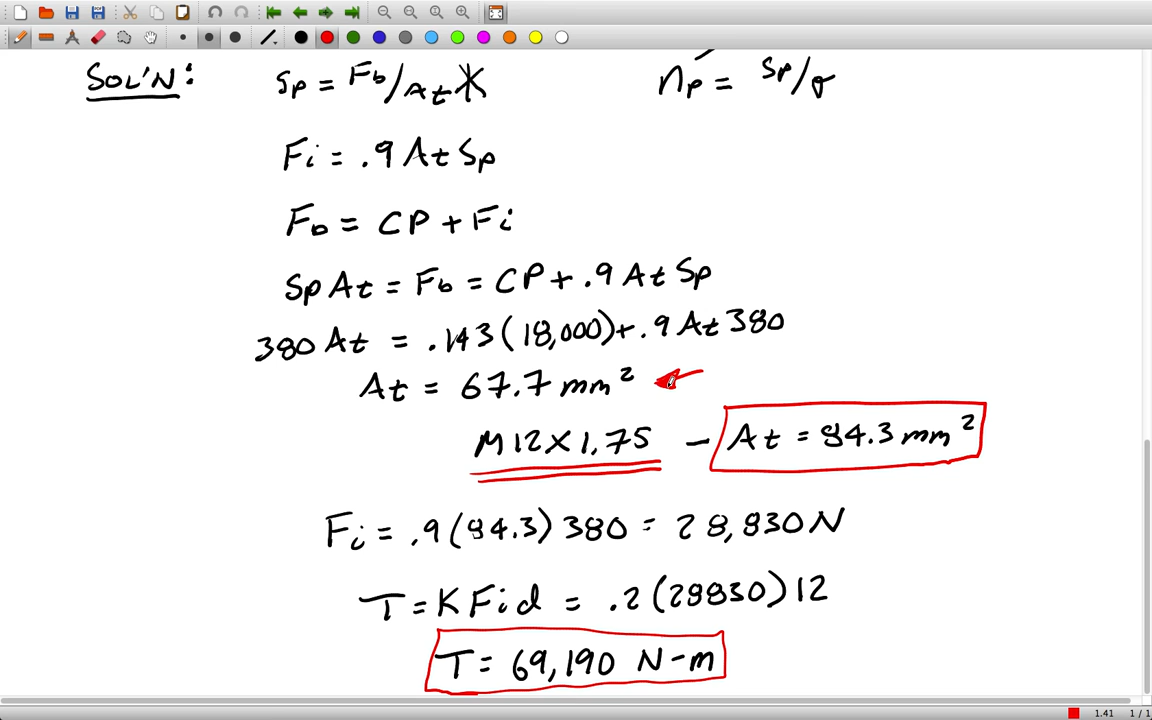 SOL'N: Sp = Fb/At K np = Sp/σ
Fi = .9 At Sp
Fb = CP + Fi
Sp At = Fb = CP + .9 At Sp
380 At = .143(18,000)+ .9 At 380
At = 67.7 mm²
M12 X 1.75 - At = 84.3 mm²
Fi = .9(84.3) 380 = 28,830 N
T = K Fi d = .2(28830)12
T = 69,190 N-m
1.41 1/1